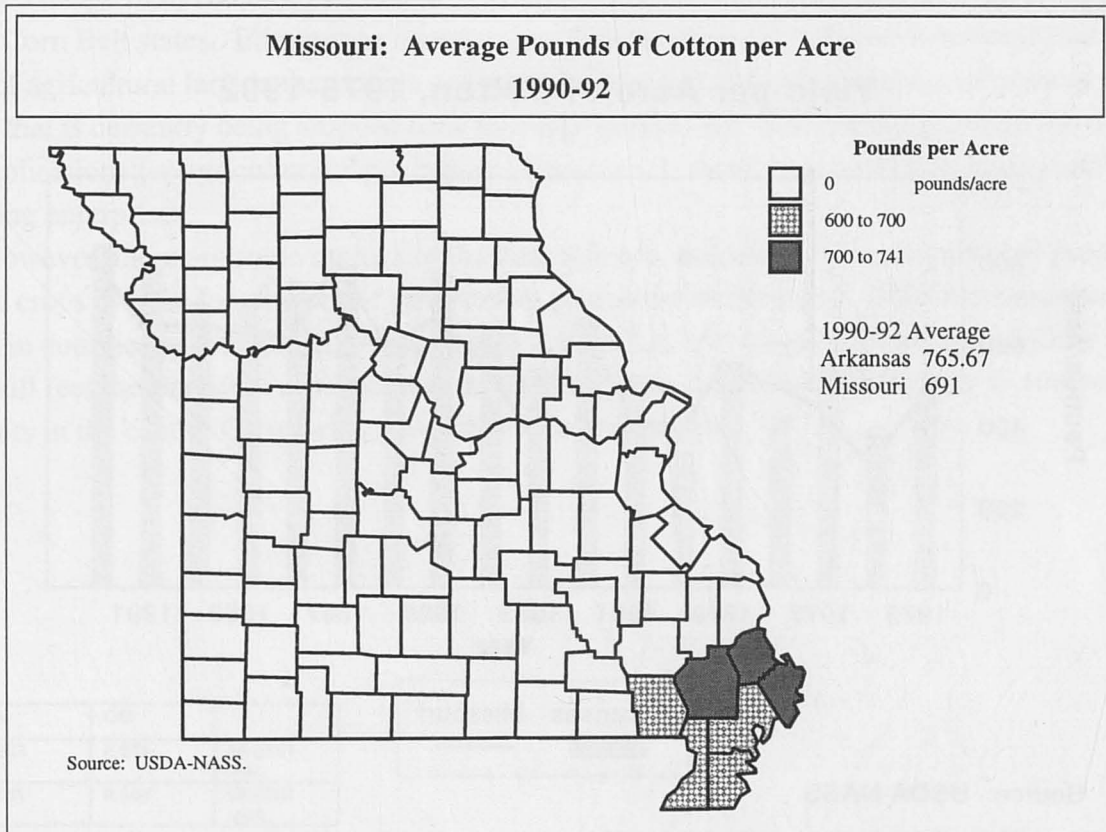 Missouri: Average Pounds of Cotton per Acre
1990-92
Pounds per Acre
0 pounds/acre
600 to 700
700 to 741
1990-92 Average
Arkansas 765.67
Missouri 691
Source: USDA-NASS.